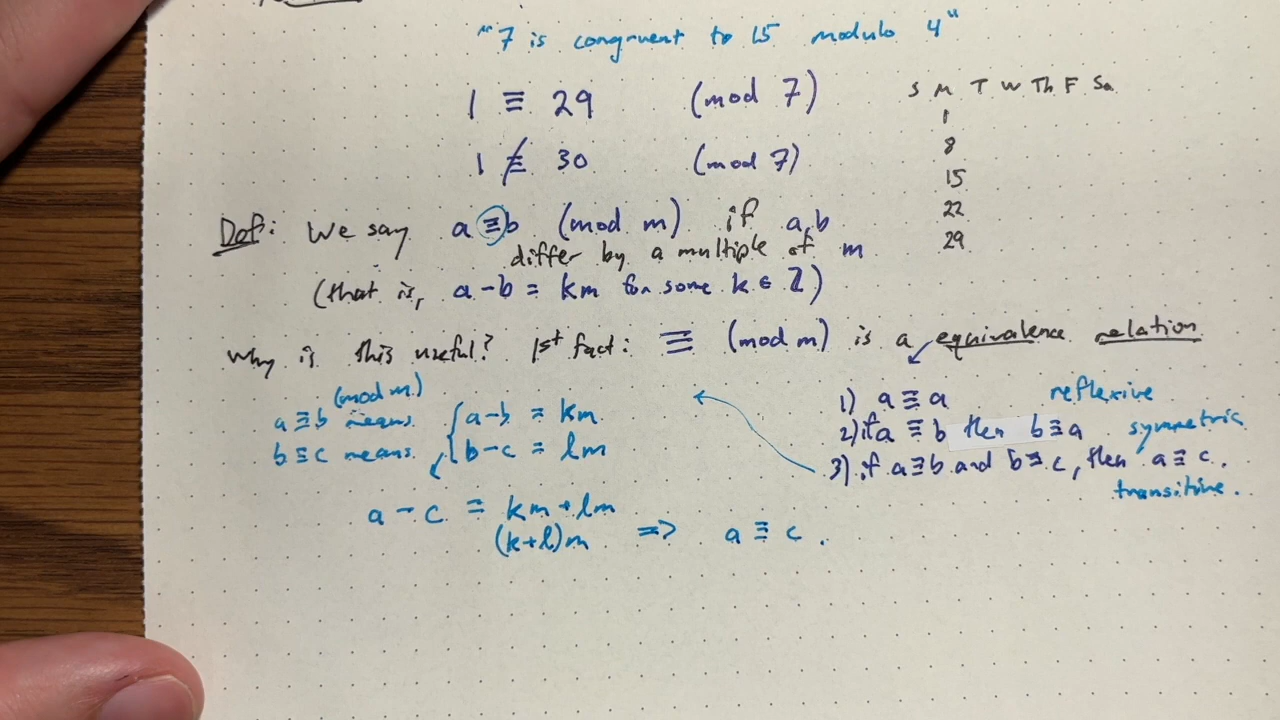 "7 is congruent to 15 modulo 4"
1 ≡ 29 (mod 7)
1 ≢ 30 (mod 7)
S M T W Th F Sa
1
8
15
22
29
Def: We say a ≡ b (mod m) if a, b
differ by a multiple of m
(that is, a - b = km for some k ∈ ℤ)
Why is this useful? 1st fact: ≡ (mod m) is a equivalence relation
1) a ≡ a reflexive
2) if a ≡ b then b ≡ a symmetric
3) if a ≡ b and b ≡ c, then a ≡ c.
transitive.
(mod m)
a ≡ b means a - b = km
b ≡ c means b - c = lm
a - c = km + lm
(k+l)m => a ≡ c.